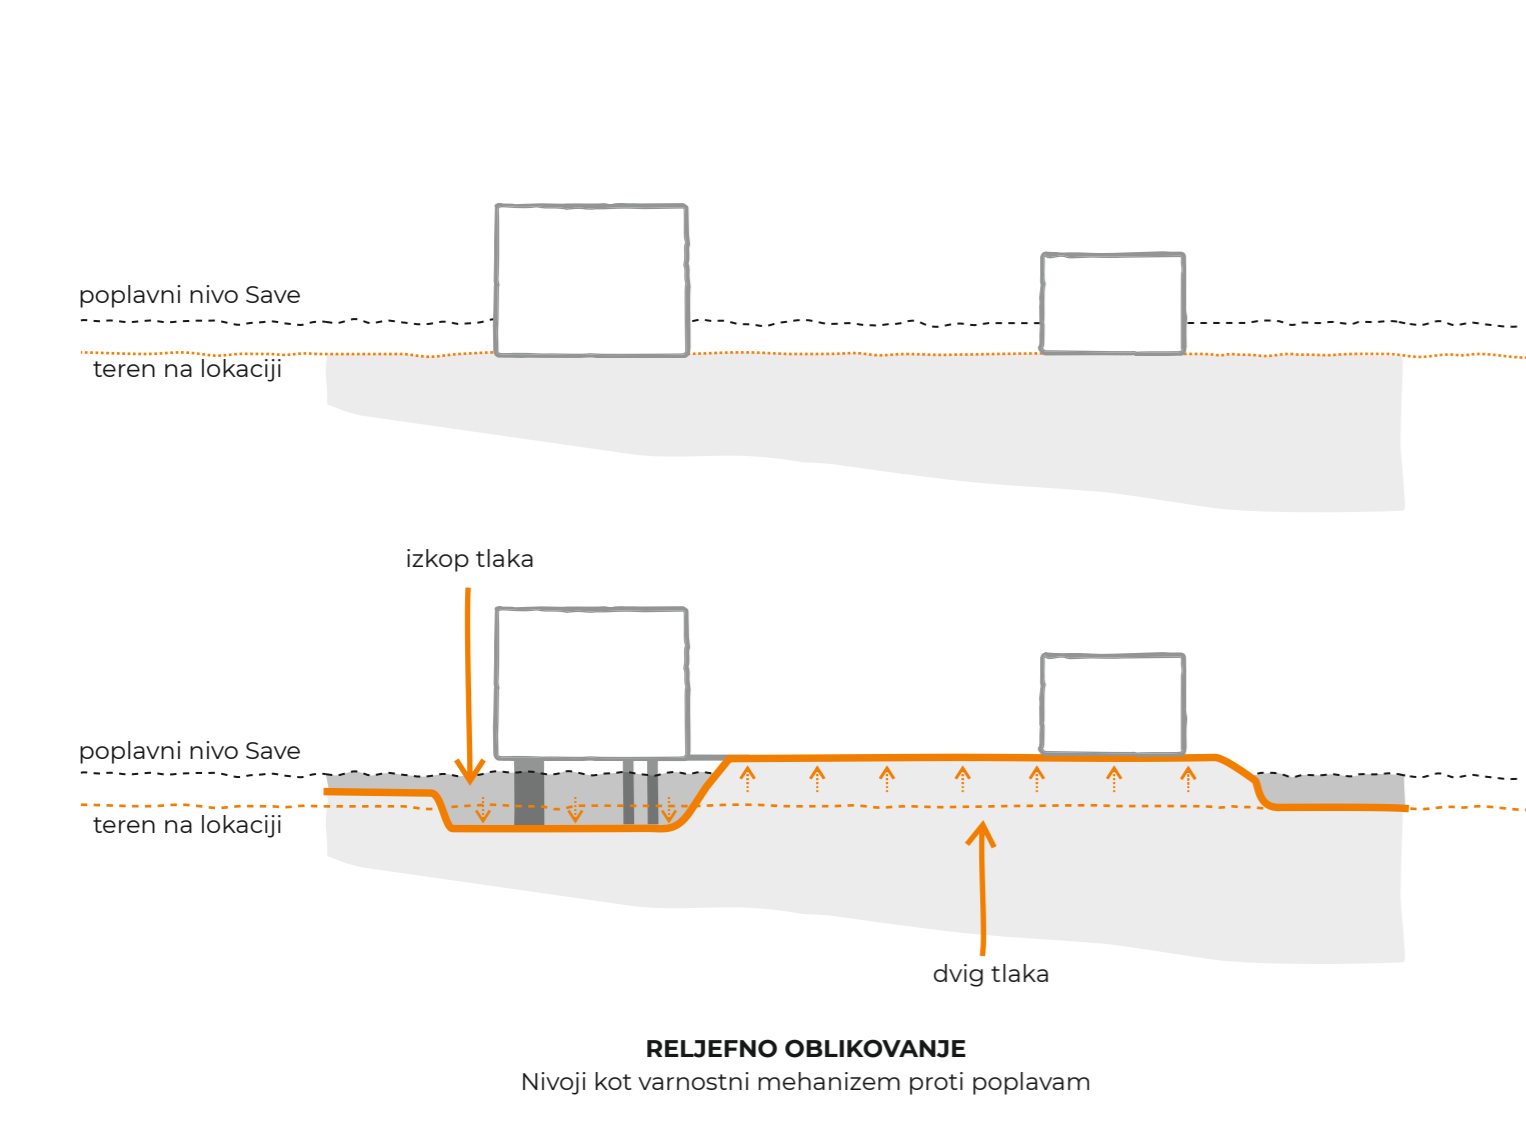 poplavni nivo Save
teren na lokaciji
izkop tlaka
poplavni nivo Save
teren na lokaciji
dvig tlaka
RELJEFNO OBLIKOVANJE
Nivoji kot varnostni mehanizem proti poplavam